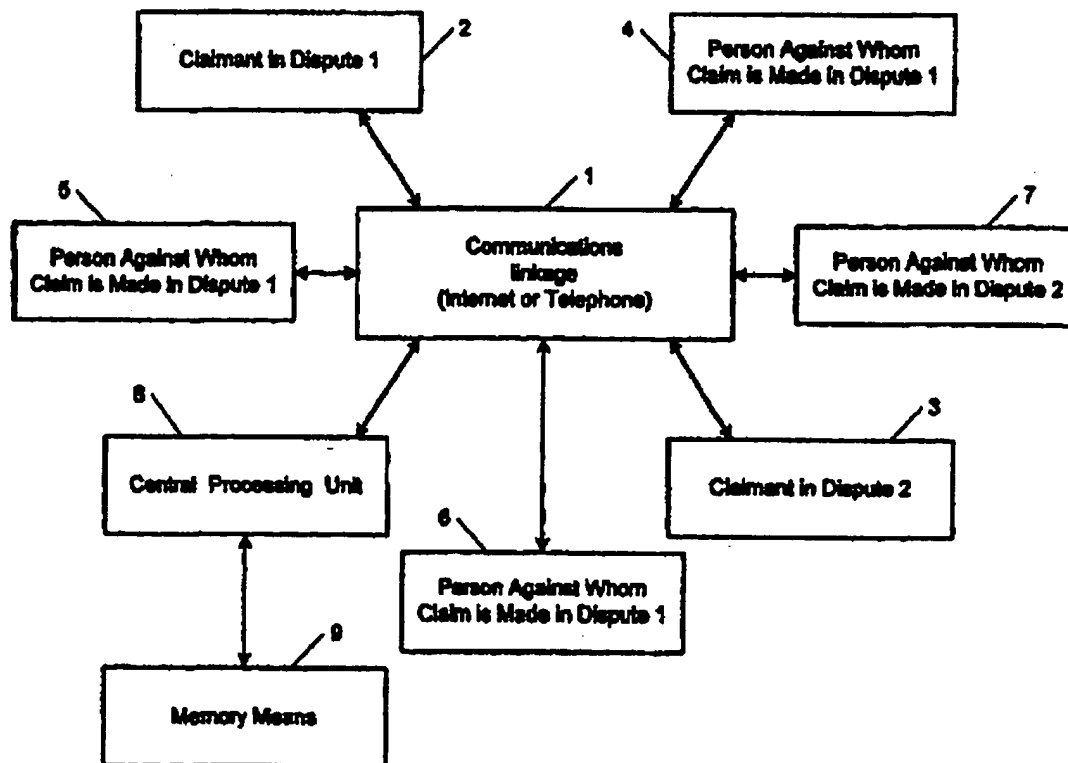 2
Claimant in Dispute 1
4
Person Against Whom
Claim is Made in Dispute 1
5
Person Against Whom
Claim is Made in Dispute 1
1
Communications
linkage
(Internet or Telephone)
7
Person Against Whom
Claim is Made in Dispute 2
8
Central Processing Unit
3
Claimant in Dispute 2
6
Person Against Whom
Claim is Made in Dispute 1
9
Memory Means